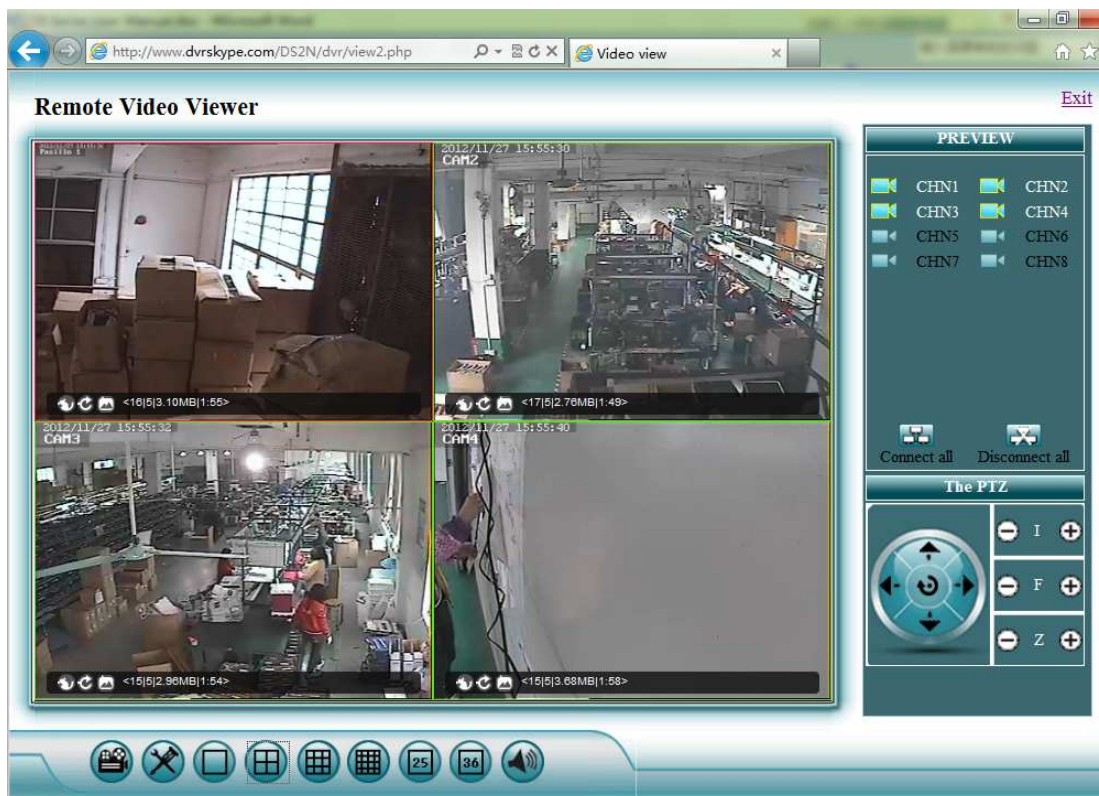 http://www.dvrskype.com/DS2N/dvr/view2.php
Video view
Remote Video Viewer
Exit
Pasillo 1
<16|5|3.10MB|1:55>
2012/11/27 15:55:30
CAM2
<17|5|2.76MB|1:49>
2012/11/27 15:55:32
CAM3
<15|5|2.96MB|1:54>
2012/11/27 15:55:40
CAM4
<15|5|3.68MB|1:58>
PREVIEW
CHN1 CHN2
CHN3 CHN4
CHN5 CHN6
CHN7 CHN8
Connect all Disconnect all
The PTZ
I
F
Z
25 36